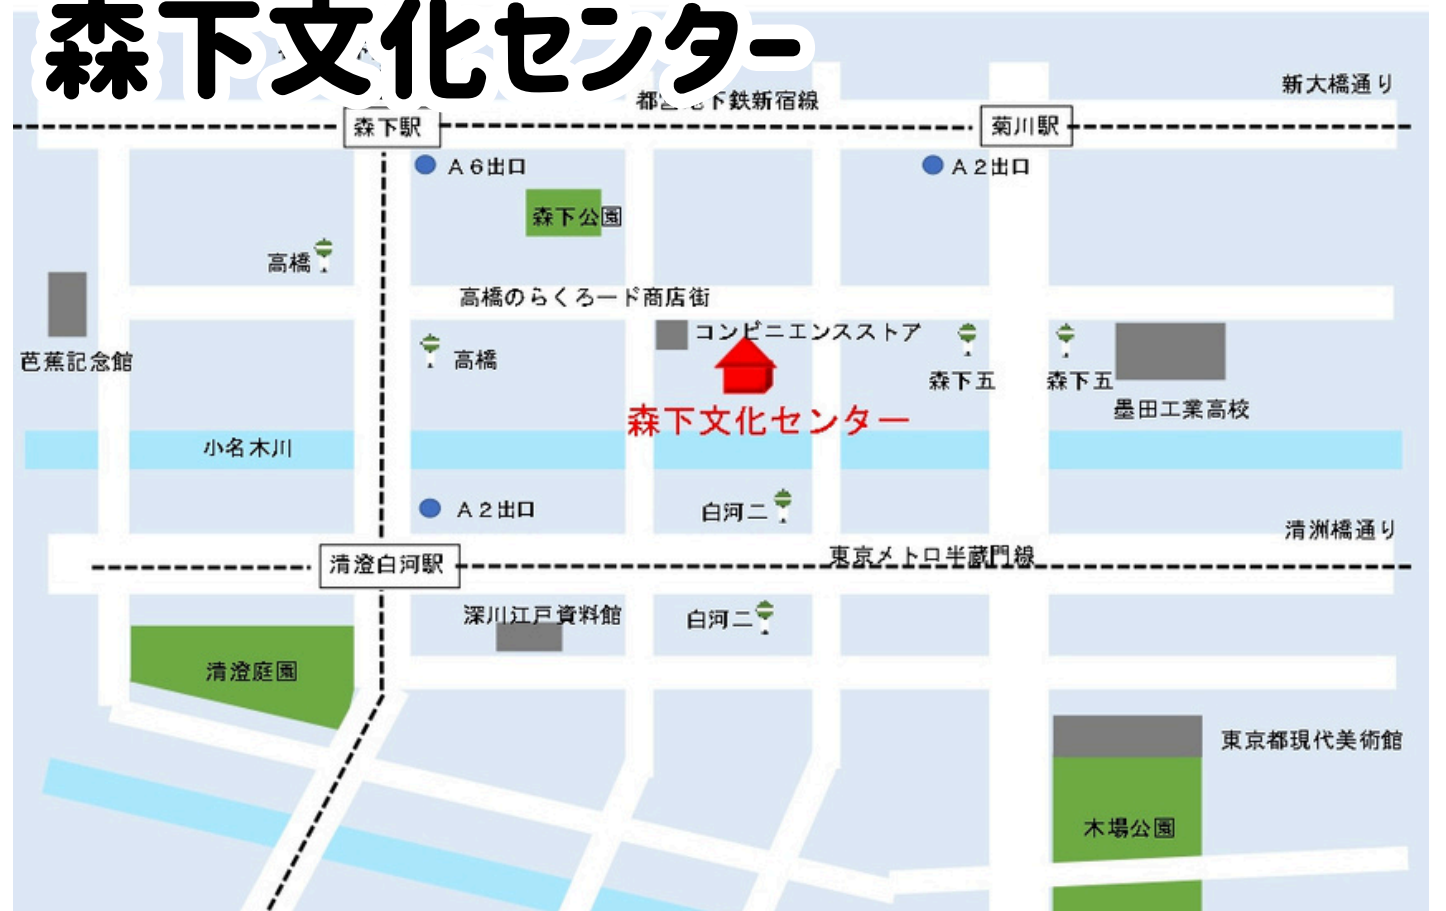 森下文化センター
新大橋通り
都営地下鉄新宿線
森下駅
菊川駅
A6出口
A2出口
森下公園
高橋
高橋のらくろード商店街
コンビニエンスストア
高橋
芭蕉記念館
森下五
森下五
墨田工業高校
森下文化センター
小名木川
A2出口
白河二
清洲橋通り
東京メトロ半蔵門線
清澄白河駅
深川江戸資料館
白河二
清澄庭園
東京都現代美術館
木場公園